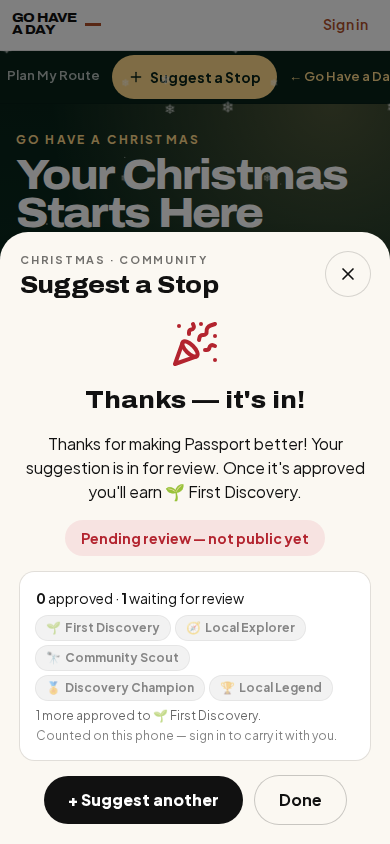 GO HAVE
A DAY
Sign in
Plan My Route
+ Suggest a Stop
← Go Have a Da
GO HAVE A CHRISTMAS
Your Christmas
Starts Here
CHRISTMAS · COMMUNITY
Suggest a Stop
Thanks — it's in!
Thanks for making Passport better! Your
suggestion is in for review. Once it's approved
you'll earn 🌱 First Discovery.
Pending review — not public yet
0 approved · 1 waiting for review
🌱 First Discovery
🧭 Local Explorer
🔭 Community Scout
🏅 Discovery Champion
🏆 Local Legend
1 more approved to 🌱 First Discovery.
Counted on this phone — sign in to carry it with you.
+ Suggest another
Done